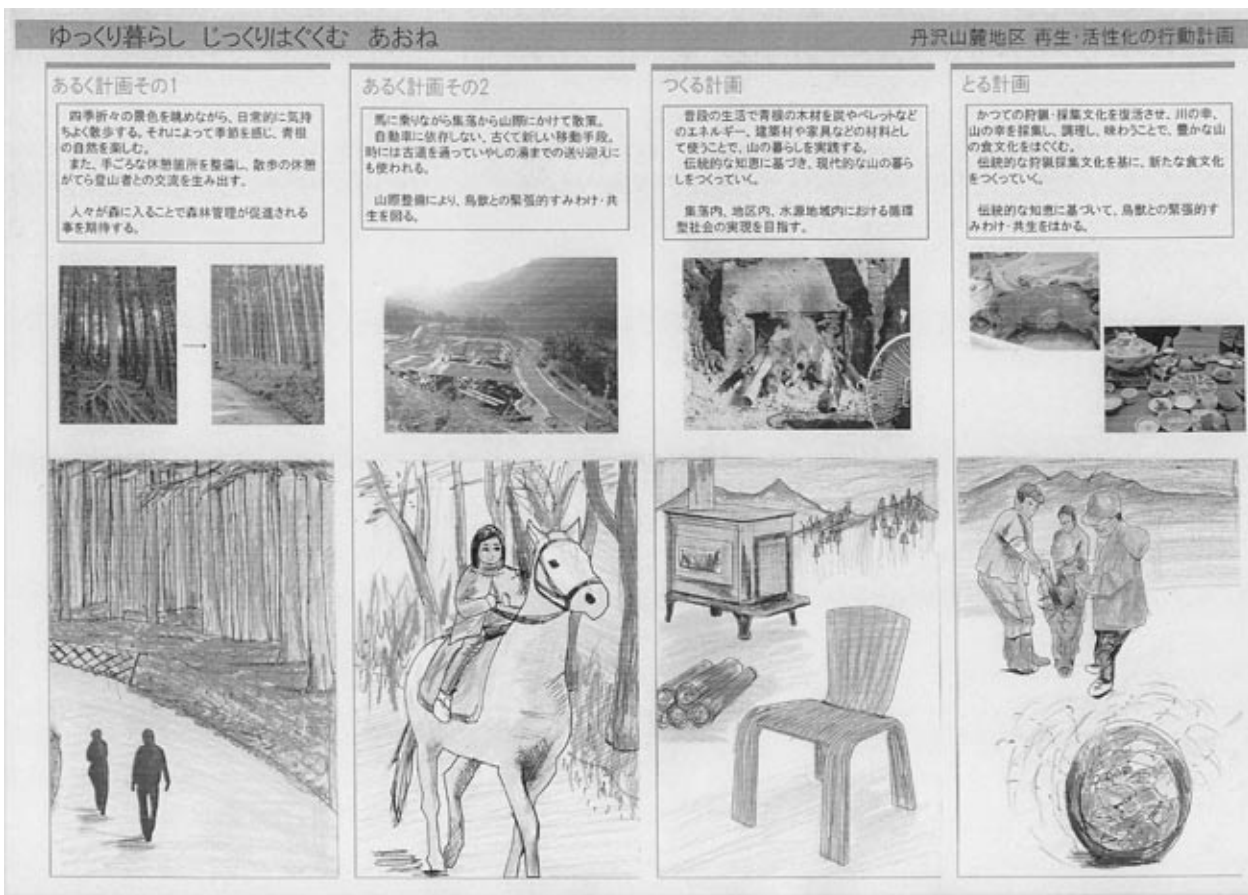 ゆっくり暮らし じっくりはぐくむ あおね
丹沢山麓地区 再生・活性化の行動計画
あるく計画その1
四季折々の景色を眺めながら、日常的に気持
ちよく散歩する。それによって季節を感じ、青根
の自然を楽しむ。
また、手ごろな休憩箇所を整備し、散歩の休憩
がてら登山者との交流を生み出す。
人々が森に入ることで森林管理が促進される
事を期待する。
あるく計画その2
馬に乗りながら集落から山際にかけて散策。
自動車に依存しない、古くて新しい移動手段。
時には古道を通っていやしの湯までの送り迎えに
も使われる。
山際整備により、鳥獣との緊張的すみわけ・共
生を図る。
つくる計画
普段の生活で青根の木材を炭やペレットなど
のエネルギー、建築材や家具などの材料とし
て使うことで、山の暮らしを実践する。
伝統的な知恵に基づき、現代的な山の暮ら
しをつくっていく。
集落内、地区内、水源地域内における循環
型社会の実現を目指す。
とる計画
かつての狩猟・採集文化を復活させ、川の幸、
山の幸を採集し、調理し、味わうことで、豊かな山
の食文化をはぐくむ。
伝統的な狩猟採集文化を基に、新たな食文化
をつくっていく。
伝統的な知恵に基づいて、鳥獣との緊張的す
みわけ・共生をはかる。